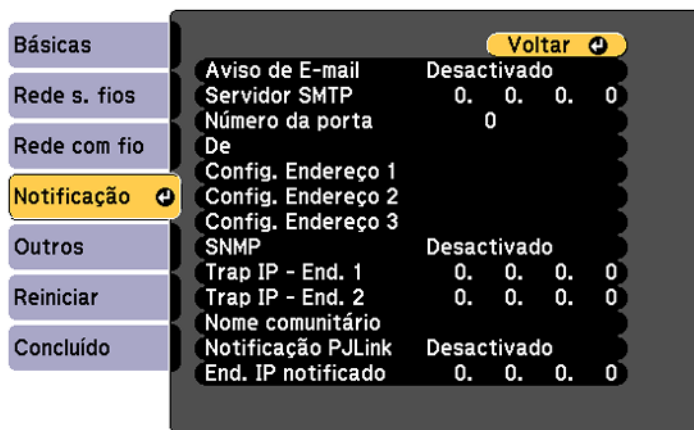 Básicas
Rede s. fios
Rede com fio
Notificação
Outros
Reiniciar
Concluído
Voltar
Aviso de E-mail Desactivado
Servidor SMTP 0. 0. 0. 0
Número da porta 0
De
Config. Endereço 1
Config. Endereço 2
Config. Endereço 3
SNMP Desactivado
Trap IP - End. 1 0. 0. 0. 0
Trap IP - End. 2 0. 0. 0. 0
Nome comunitário
Notificação PJLink Desactivado
End. IP notificado 0. 0. 0. 0